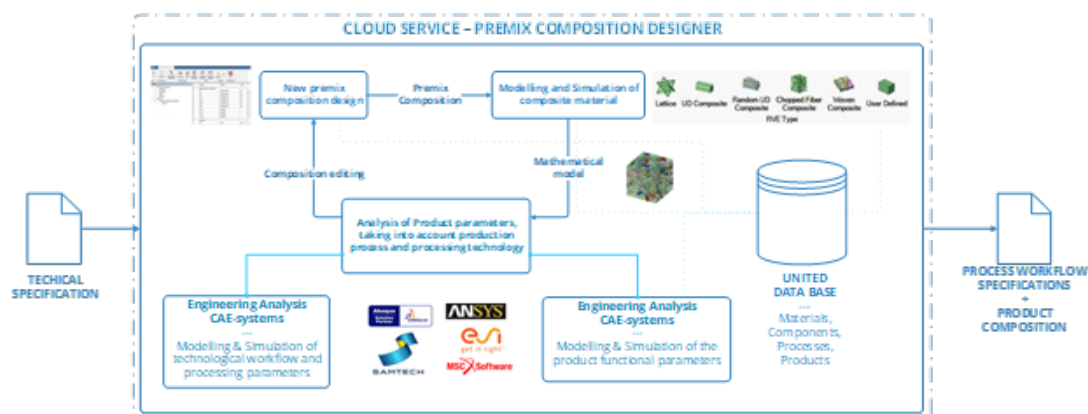 CLOUD SERVICE – PREMIX COMPOSITION DESIGNER
New premix
composition design
Premix
Composition
Modelling and Simulation of
composite material
Lattice
UD Composite
Random UD
Composite
Chopped Fiber
Composite
Woven
Composite
User Defined
RVE Type
Composition editing
Mathematical
model
Analysis of Product parameters,
taking into account production
process and processing technology
TECHICAL
SPECIFICATION
Engineering Analysis
CAE-systems
...
Modelling & Simulation of
technological workflow and
processing parameters
Abaqus
SIMULIA
ANSYS
SAMTECH
esi
get it right
MSC Software
Engineering Analysis
CAE-systems
...
Modelling & Simulation of the
product functional parameters
UNITED
DATA BASE
...
Materials,
Components,
Processes,
Products
PROCESS WORKFLOW
SPECIFICATIONS
+
PRODUCT
COMPOSITION